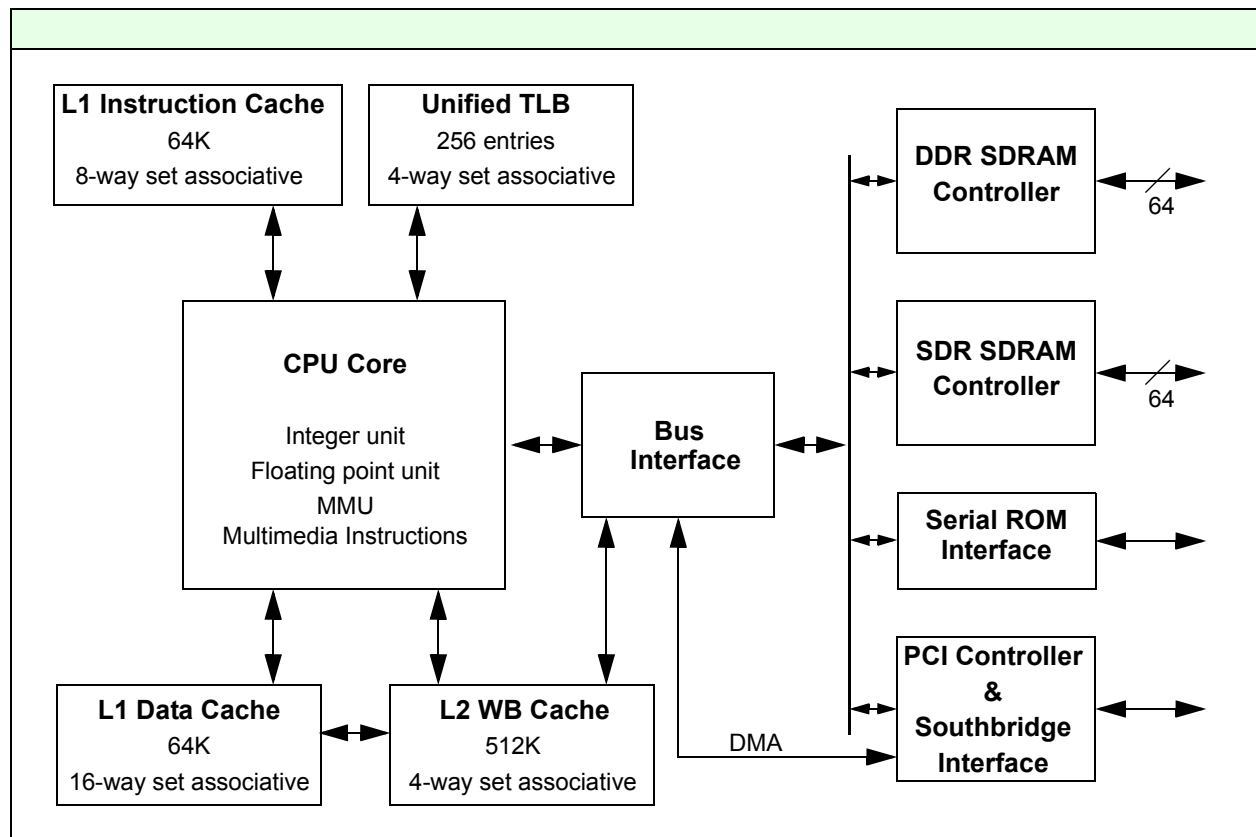 L1 Instruction Cache
64K
8-way set associative
Unified TLB
256 entries
4-way set associative
DDR SDRAM
Controller
64
CPU Core
Integer unit
Floating point unit
MMU
Multimedia Instructions
Bus
Interface
SDR SDRAM
Controller
64
Serial ROM
Interface
L1 Data Cache
64K
16-way set associative
L2 WB Cache
512K
4-way set associative
DMA
PCI Controller
&
Southbridge
Interface